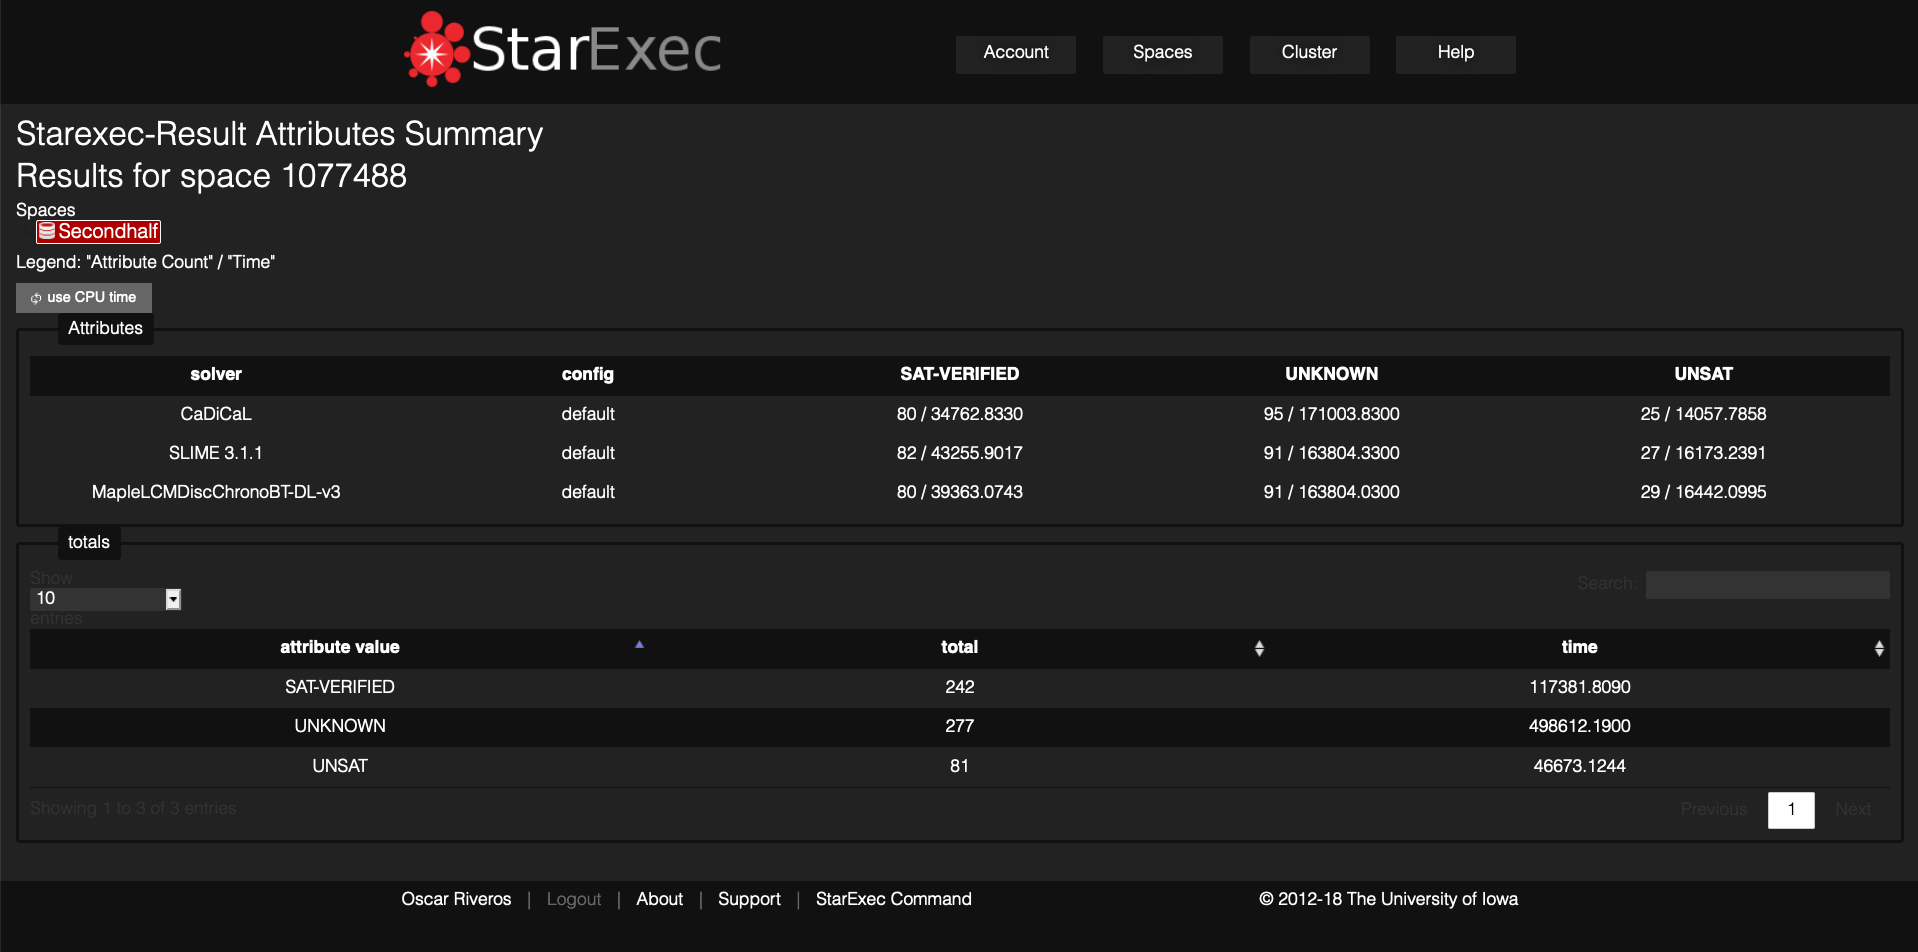 StarExec
Account Spaces Cluster Help
Starexec-Result Attributes Summary
Results for space 1077488
Spaces
Secondhalf
Legend: "Attribute Count" / "Time"
use CPU time
Attributes
solver config SAT-VERIFIED UNKNOWN UNSAT
CaDiCaL default 80 / 34762.8330 95 / 171003.8300 25 / 14057.7858
SLIME 3.1.1 default 82 / 43255.9017 91 / 163804.3300 27 / 16173.2391
MapleLCMDiscChronoBT-DL-v3 default 80 / 39363.0743 91 / 163804.0300 29 / 16442.0995
totals
Show
10
entries
Search:
attribute value total time
SAT-VERIFIED 242 117381.8090
UNKNOWN 277 498612.1900
UNSAT 81 46673.1244
Showing 1 to 3 of 3 entries
Previous 1 Next
Oscar Riveros | Logout | About | Support | StarExec Command © 2012-18 The University of Iowa